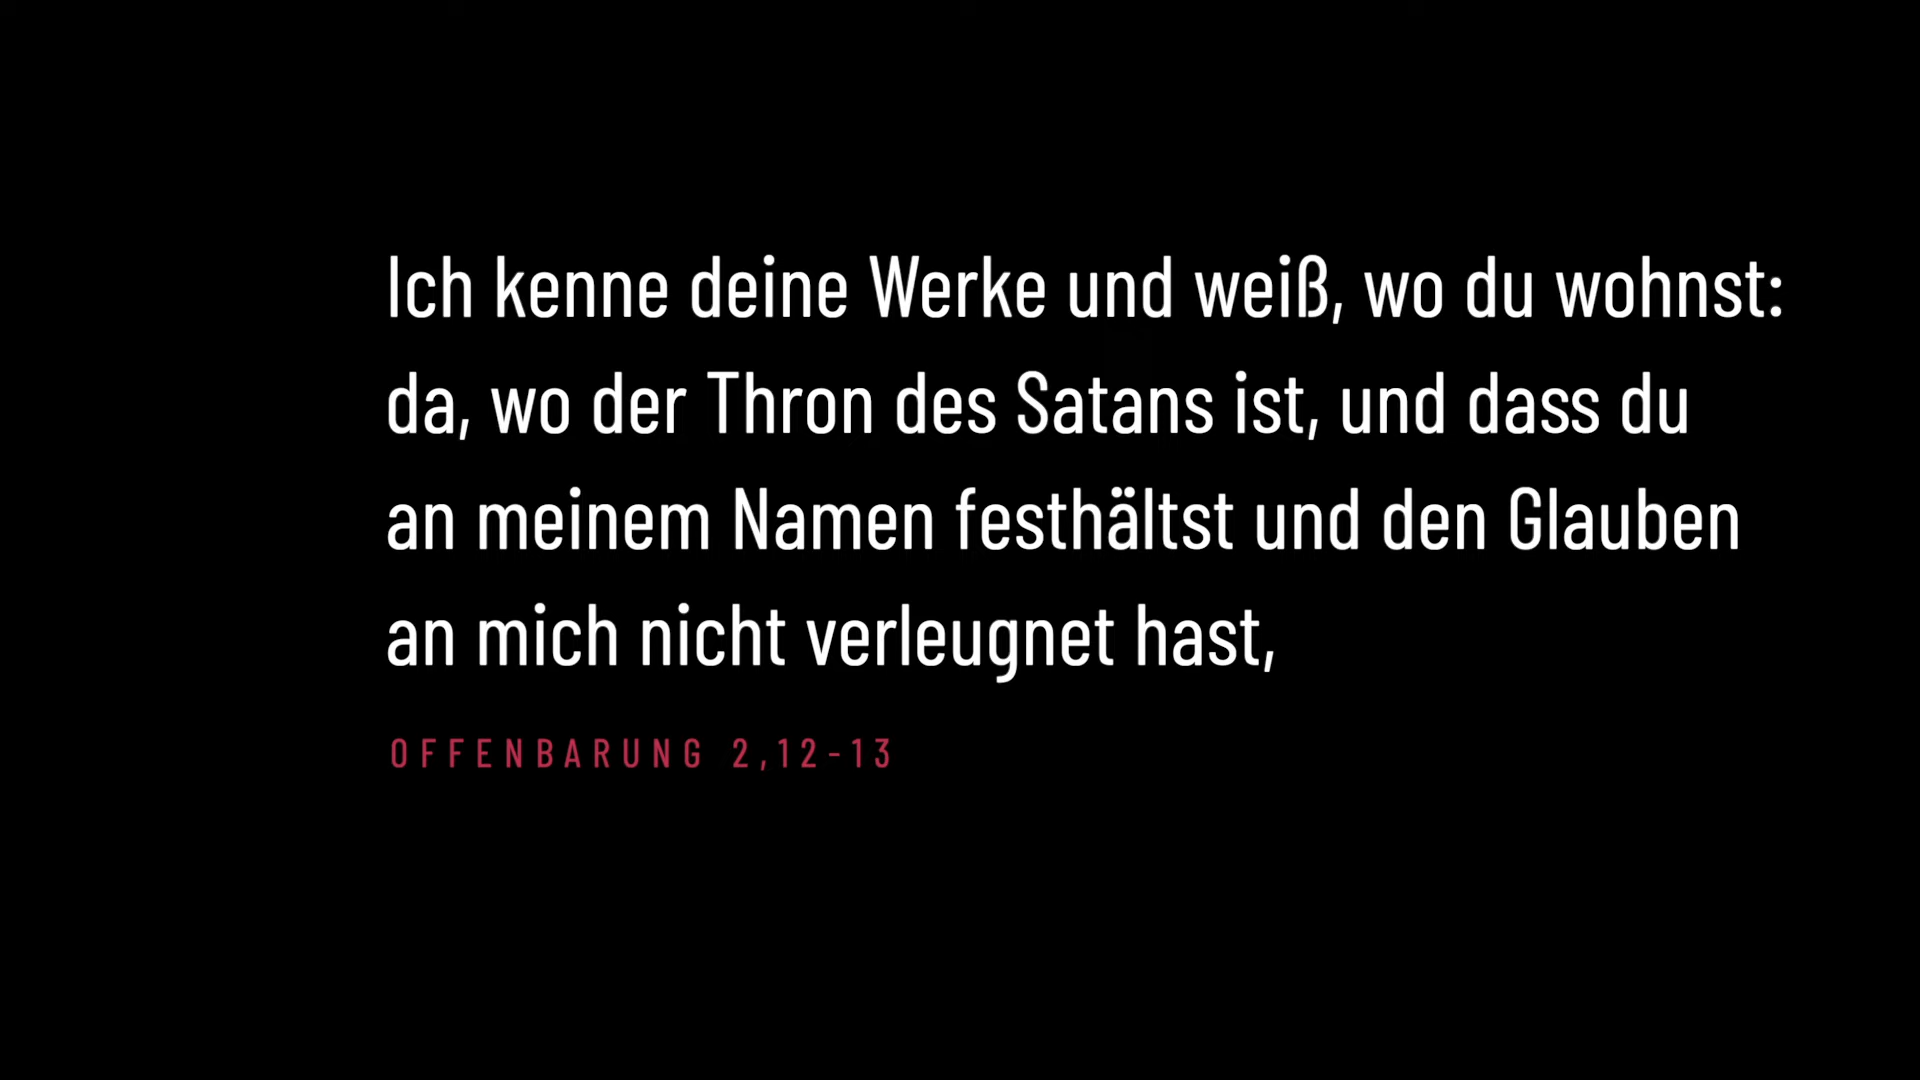 Ich kenne deine Werke und weiß, wo du wohnst:
da, wo der Thron des Satans ist, und dass du
an meinem Namen festhältst und den Glauben
an mich nicht verleugnet hast,
OFFENBARUNG 2,12-13